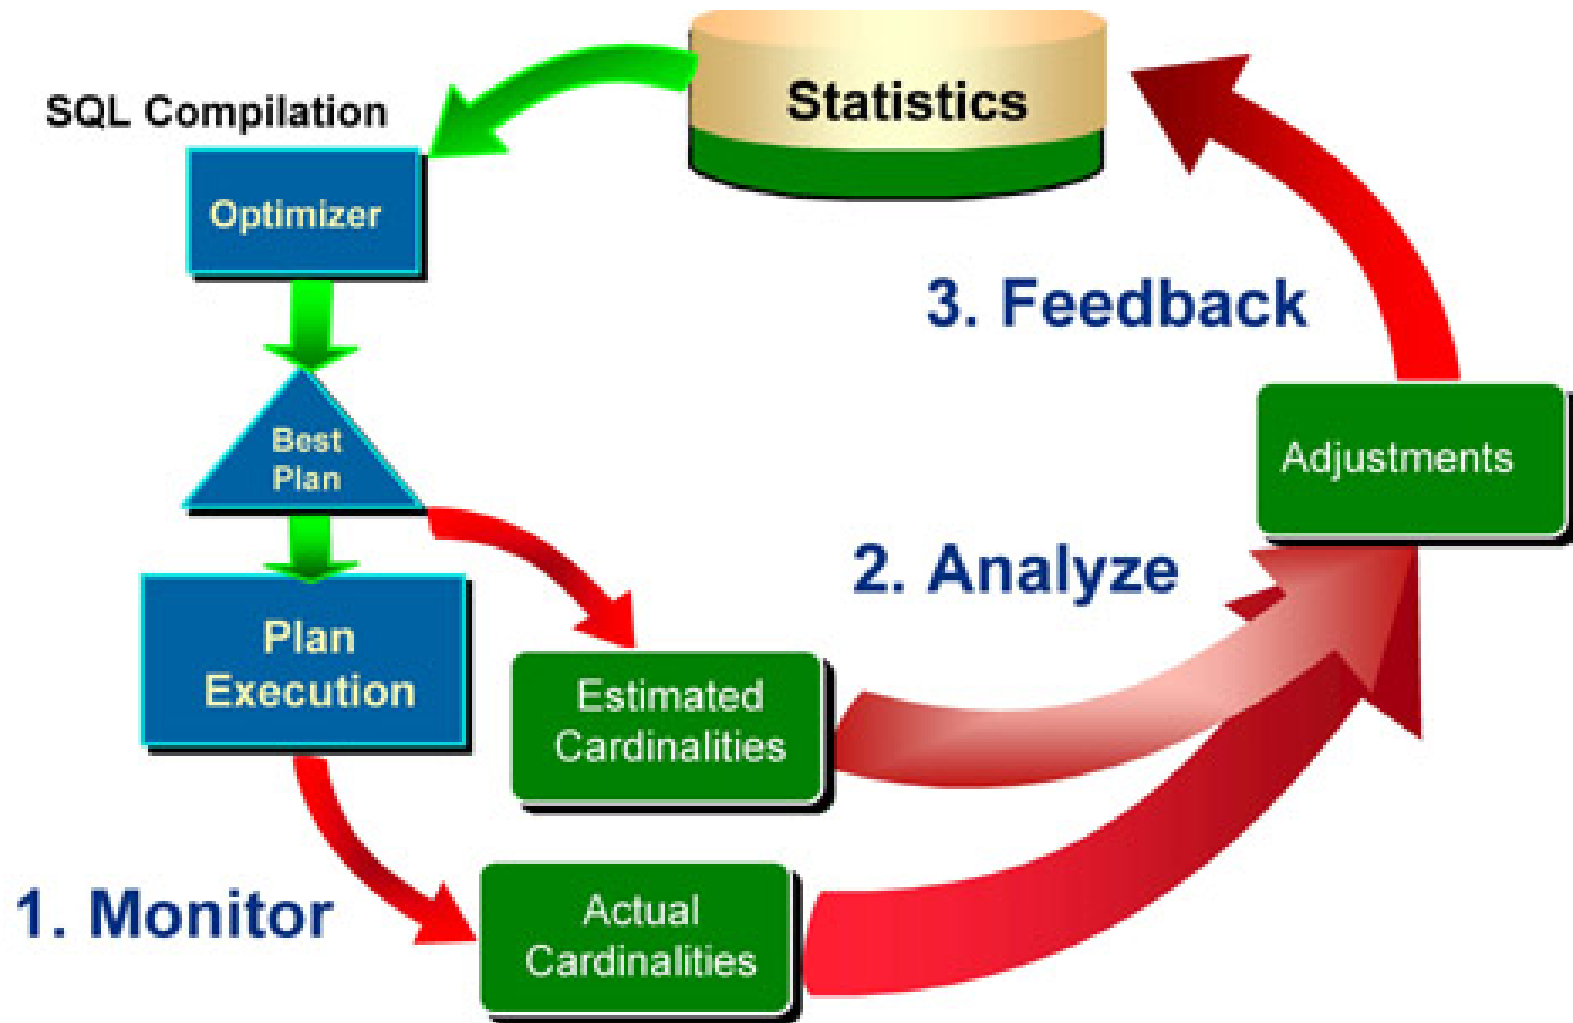 Statistics
SQL Compilation
Optimizer
3. Feedback
Best
Plan
Adjustments
2. Analyze
Plan
Execution
Estimated
Cardinalities
1. Monitor
Actual
Cardinalities